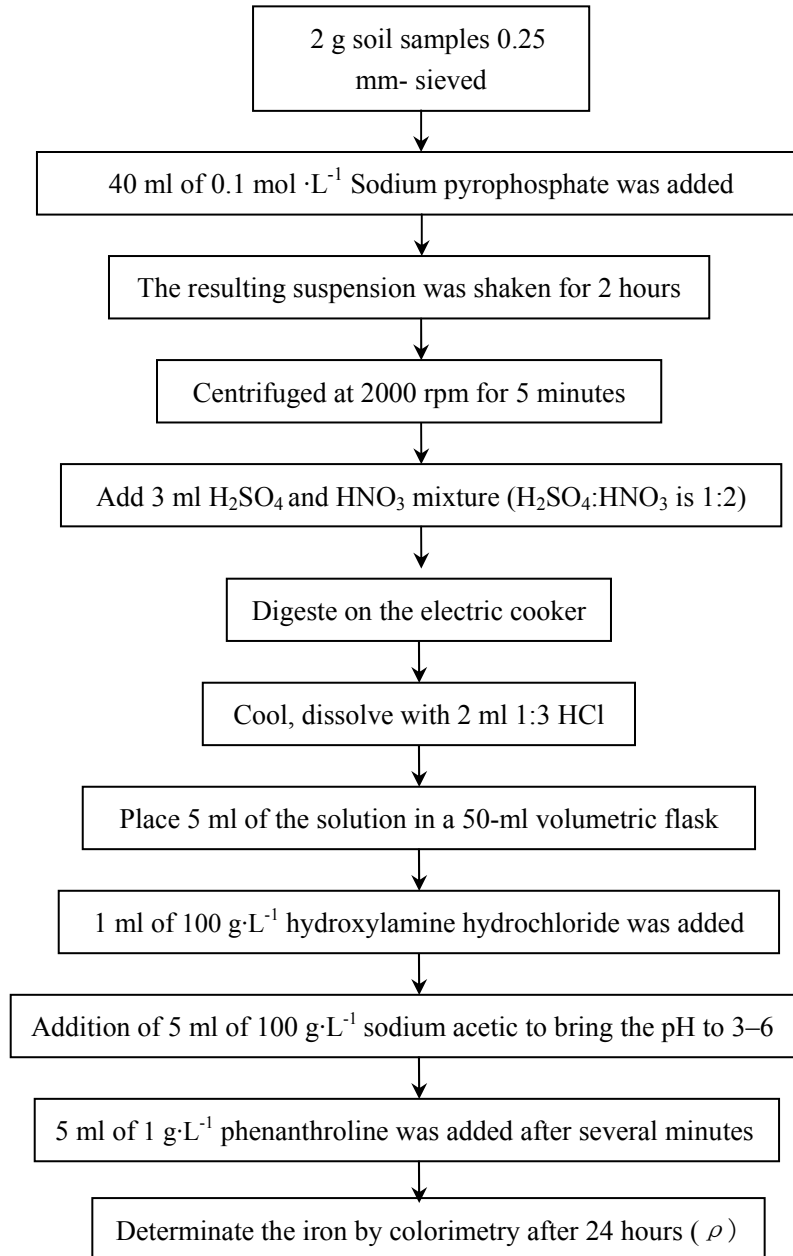 2 g soil samples 0.25
mm- sieved
40 ml of 0.1 mol ·L⁻¹ Sodium pyrophosphate was added
The resulting suspension was shaken for 2 hours
Centrifuged at 2000 rpm for 5 minutes
Add 3 ml H₂SO₄ and HNO₃ mixture (H₂SO₄:HNO₃ is 1:2)
Digeste on the electric cooker
Cool, dissolve with 2 ml 1:3 HCl
Place 5 ml of the solution in a 50-ml volumetric flask
1 ml of 100 g·L⁻¹ hydroxylamine hydrochloride was added
Addition of 5 ml of 100 g·L⁻¹ sodium acetic to bring the pH to 3–6
5 ml of 1 g·L⁻¹ phenanthroline was added after several minutes
Determinate the iron by colorimetry after 24 hours ( ρ）